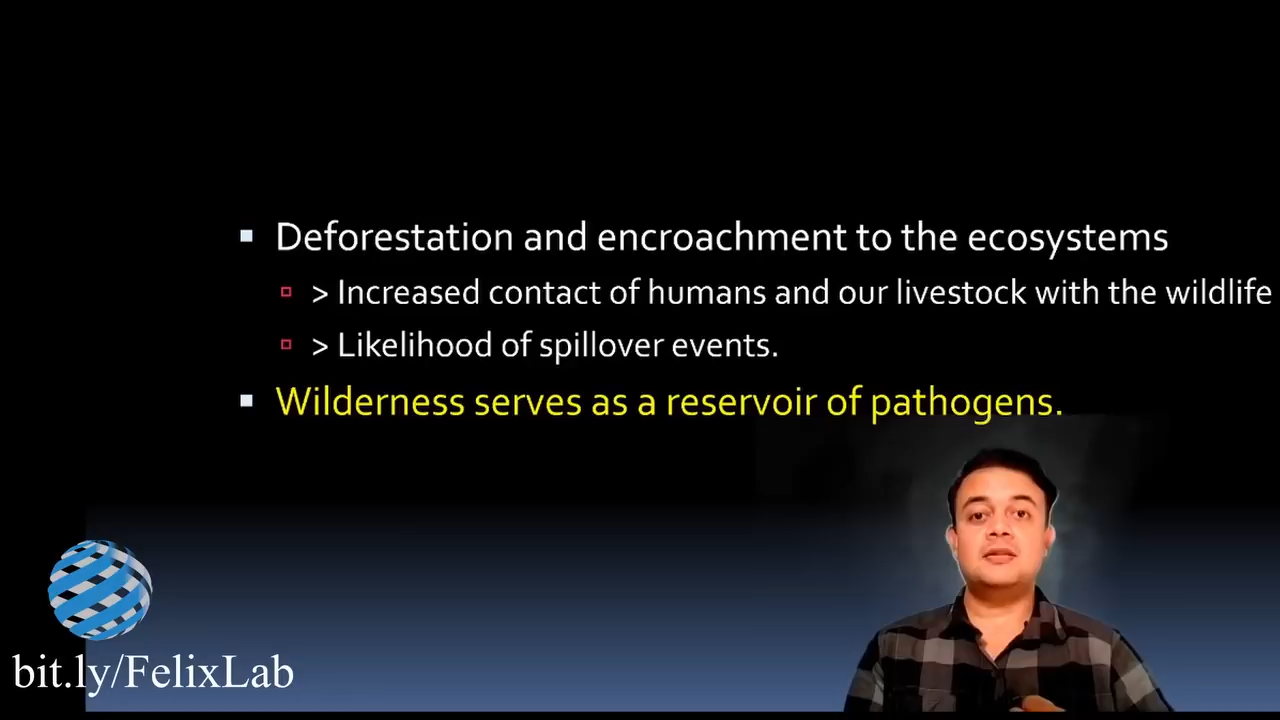 Deforestation and encroachment to the ecosystems
> Increased contact of humans and our livestock with the wildlife
> Likelihood of spillover events.
Wilderness serves as a reservoir of pathogens.
bit.ly/FelixLab